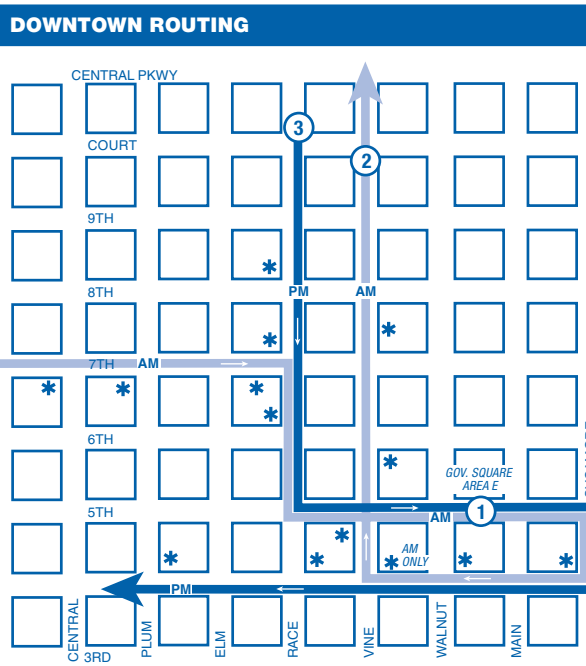 DOWNTOWN ROUTING
CENTRAL PKWY
3
COURT
2
9TH
*
8TH
PM
AM
*
*
7TH
AM
*
*
*
*
6TH
*
GOV. SQUARE
AREA E
5TH
AM
1
*
*
*
AM
* ONLY
*
*
PM
CENTRAL
3RD
PLUM
ELM
RACE
VINE
WALNUT
MAIN